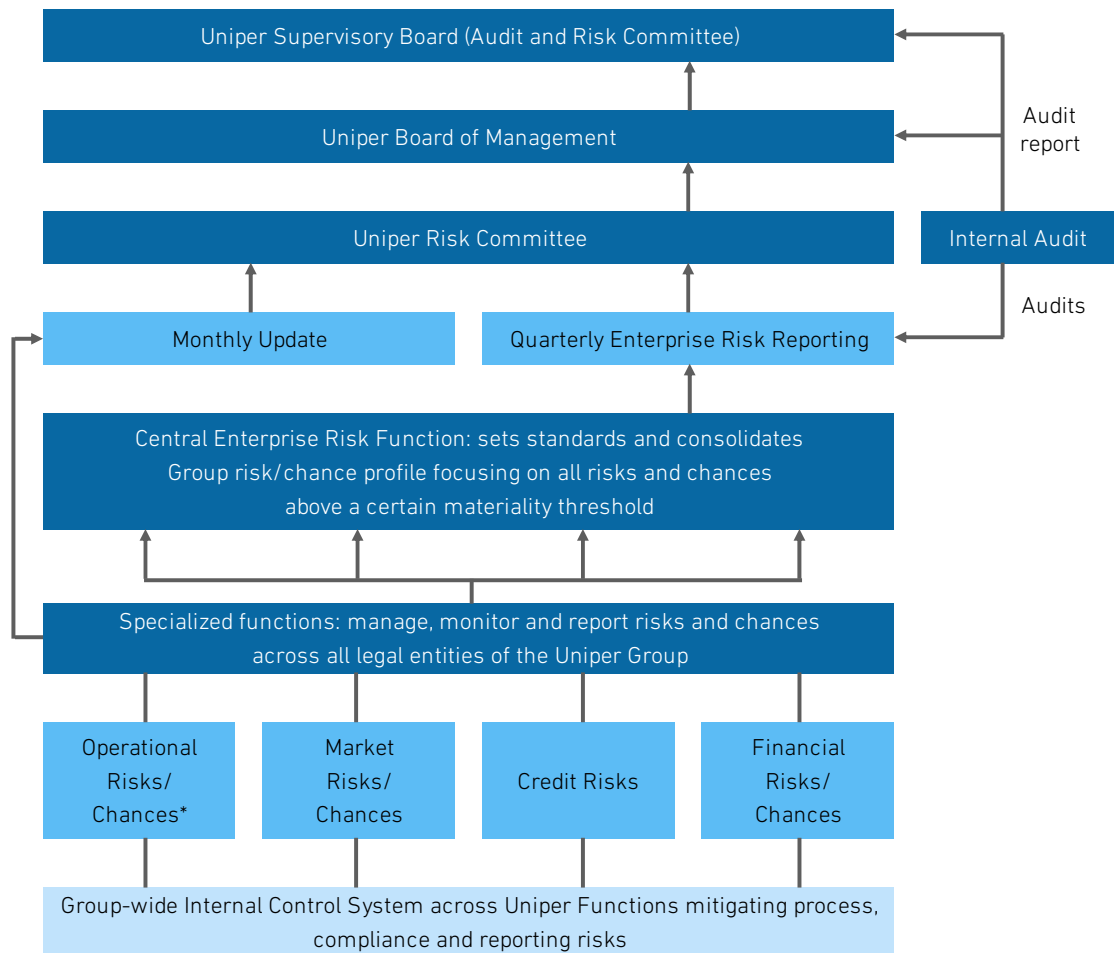 Uniper Supervisory Board (Audit and Risk Committee)
Uniper Board of Management
Audit
report
Uniper Risk Committee
Internal Audit
Audits
Monthly Update
Quarterly Enterprise Risk Reporting
Central Enterprise Risk Function: sets standards and consolidates
Group risk/chance profile focusing on all risks and chances
above a certain materiality threshold
Specialized functions: manage, monitor and report risks and chances
across all legal entities of the Uniper Group
Operational
Risks/
Chances*
Market
Risks/
Chances
Credit Risks
Financial
Risks/
Chances
Group-wide Internal Control System across Uniper Functions mitigating process,
compliance and reporting risks